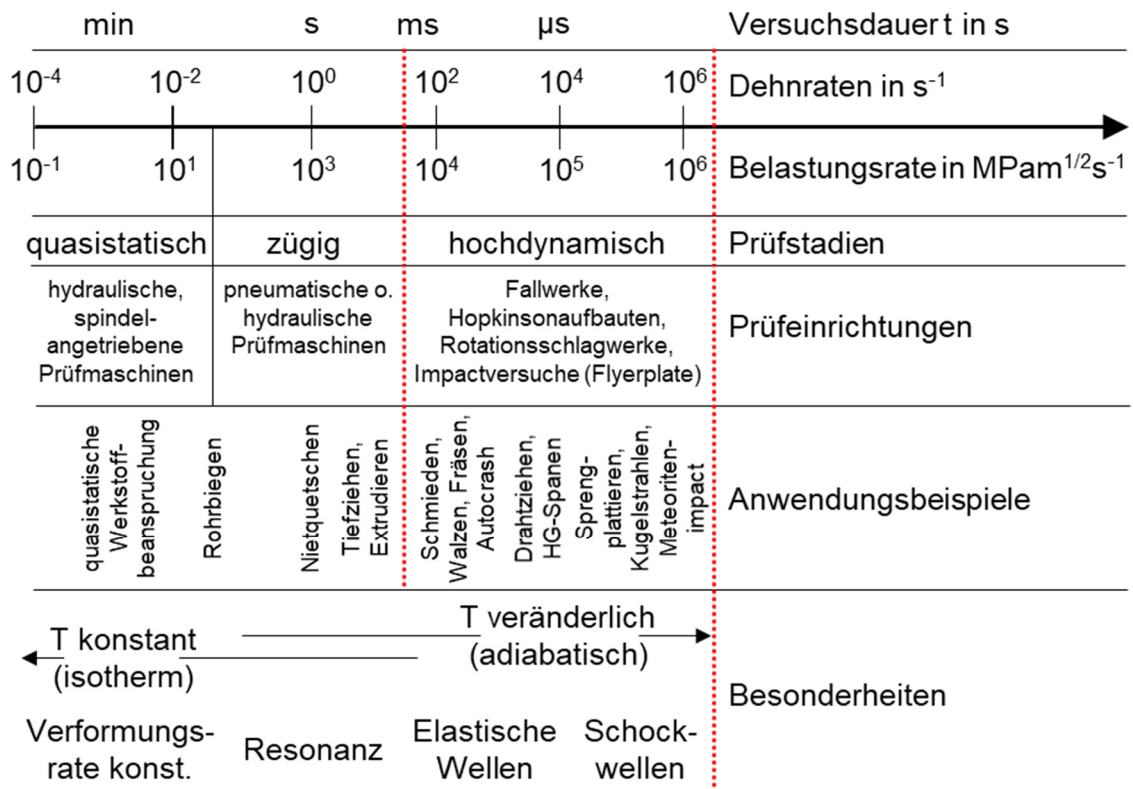 min s ms µs Versuchsdauer t in s
10⁻⁴ 10⁻² 10⁰ 10² 10⁴ 10⁶ Dehnraten in s⁻¹
10⁻¹ 10¹ 10³ 10⁴ 10⁵ 10⁶ Belastungsrate in MPam¹/²s⁻¹
quasistatisch zügig hochdynamisch Prüfstadien
hydraulische,
spindel-
angetriebene
Prüfmaschinen
pneumatische o.
hydraulische
Prüfmaschinen
Fallwerke,
Hopkinsonaufbauten,
Rotationsschlagwerke,
Impactversuche (Flyerplate)
Prüfeinrichtungen
quasistatische
Werkstoff-
beanspruchung
Rohrbiegen
Nietquetschen
Tiefziehen,
Extrudieren
Schmieden,
Walzen, Fräsen,
Autocrash
Drahtziehen,
HG-Spanen
Spreng-
plattieren,
Kugelstrahlen,
Meteoriten-
impact
Anwendungsbeispiele
T konstant
(isotherm)
T veränderlich
(adiabatisch)
Verformungs-
rate konst.
Resonanz
Elastische
Wellen
Schock-
wellen
Besonderheiten